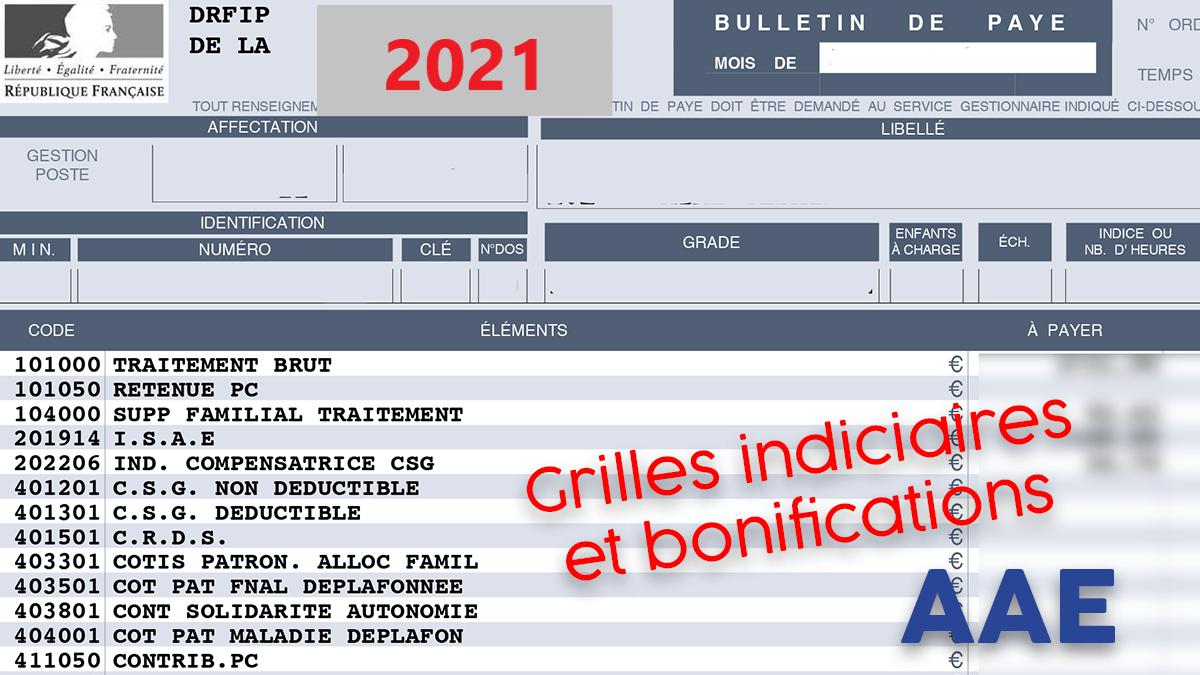 Liberté • Égalité • Fraternité
RÉPUBLIQUE FRANÇAISE
DRFIP
DE LA
2021
BULLETIN DE PAYE
MOIS DE
N° ORD
TEMPS
TOUT RENSEIGNEM
TIN DE PAYE DOIT ÊTRE DEMANDÉ AU SERVICE GESTIONNAIRE INDIQUÉ CI-DESSOU
AFFECTATION
LIBELLÉ
GESTION
POSTE
IDENTIFICATION
MIN.
NUMÉRO
CLÉ
N°DOS
GRADE
ENFANTS
À CHARGE
ÉCH.
INDICE OU
NB. D' HEURES
CODE ÉLÉMENTS À PAYER
101000 TRAITEMENT BRUT €
101050 RETENUE PC €
104000 SUPP FAMILIAL TRAITEMENT €
201914 I.S.A.E €
202206 IND. COMPENSATRICE CSG €
401201 C.S.G. NON DEDUCTIBLE €
401301 C.S.G. DEDUCTIBLE €
401501 C.R.D.S. €
403301 COTIS PATRON. ALLOC FAMIL €
403501 COT PAT FNAL DEPLAFONNEE €
403801 CONT SOLIDARITE AUTONOMIE €
404001 COT PAT MALADIE DEPLAFON €
411050 CONTRIB.PC €
Grilles indiciaires
et bonifications
AAE